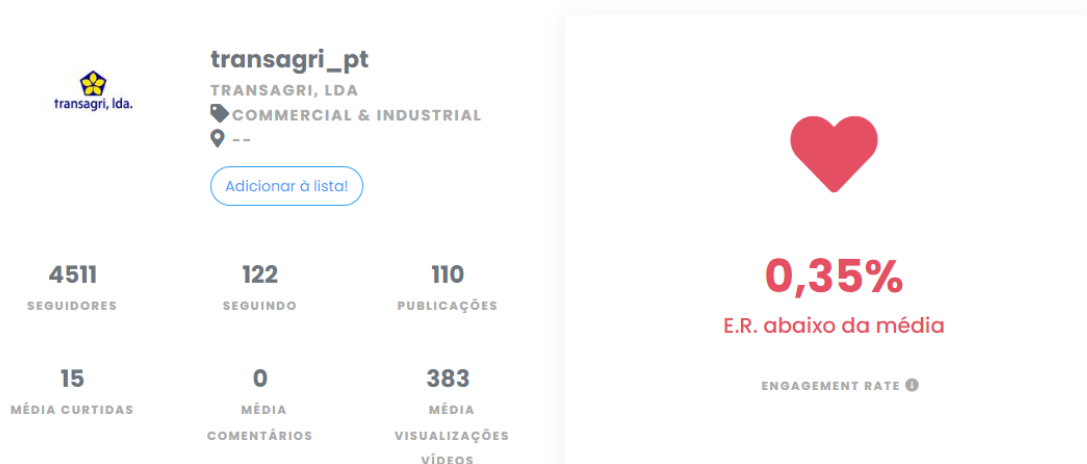 transagri, lda.
transagri_pt
TRANSAGRI, LDA
COMMERCIAL & INDUSTRIAL
--
Adicionar à lista!
4511
SEGUIDORES
122
SEGUINDO
110
PUBLICAÇÕES
15
MÉDIA CURTIDAS
0
MÉDIA
COMENTÁRIOS
383
MÉDIA
VISUALIZAÇÕES
VÍDEOS
0,35%
E.R. abaixo da média
ENGAGEMENT RATE